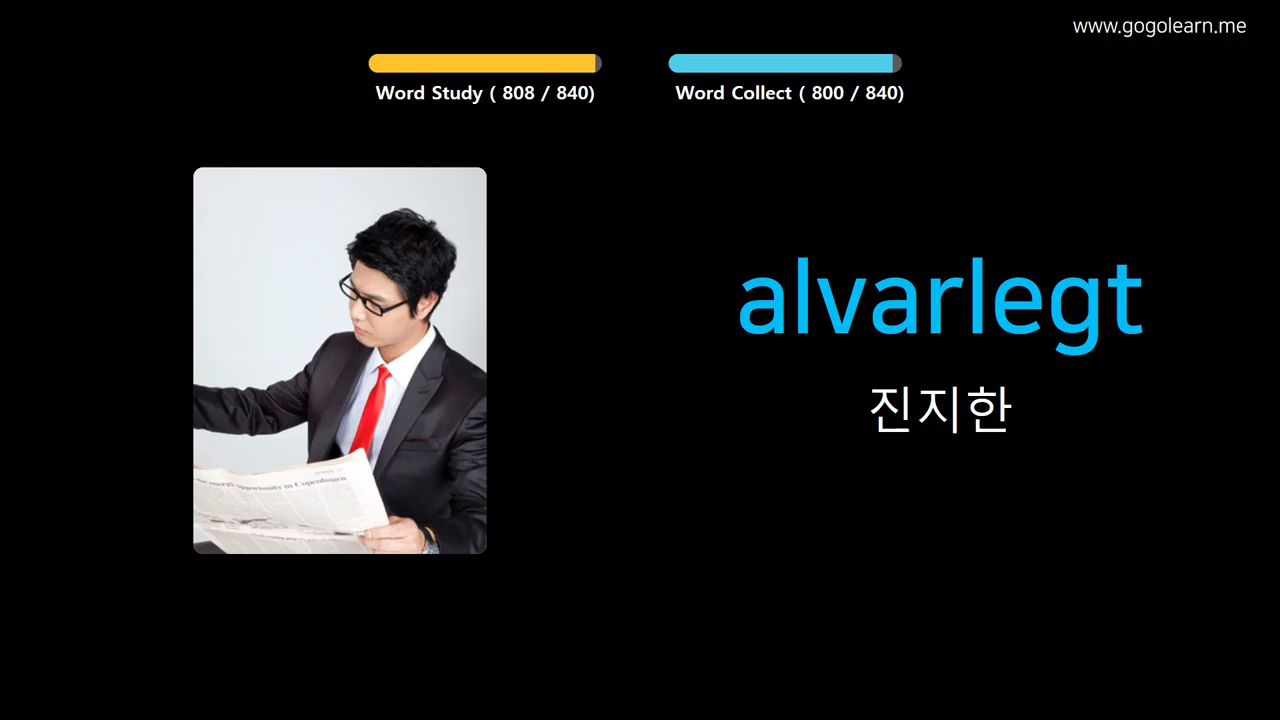 www.gogolearn.me
Word Study ( 808 / 840)
Word Collect ( 800 / 840)
alvarlegt
진지한
opportunity in Copenhagen